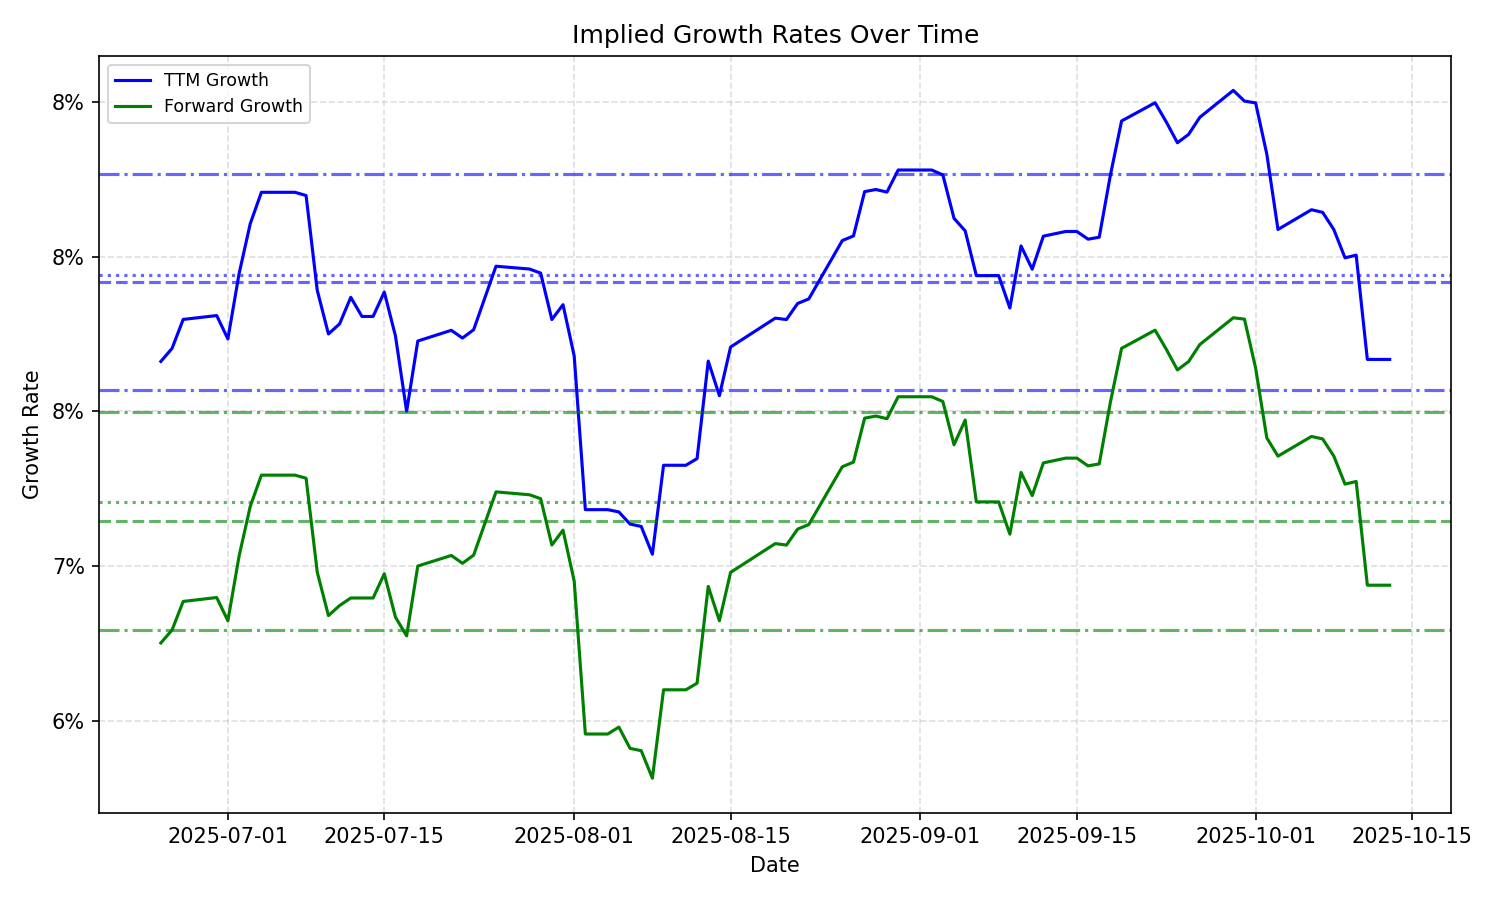 Implied Growth Rates Over Time
TTM Growth
Forward Growth
8%
8%
8%
7%
6%
Growth Rate
2025-07-01
2025-07-15
2025-08-01
2025-08-15
2025-09-01
2025-09-15
2025-10-01
2025-10-15
Date